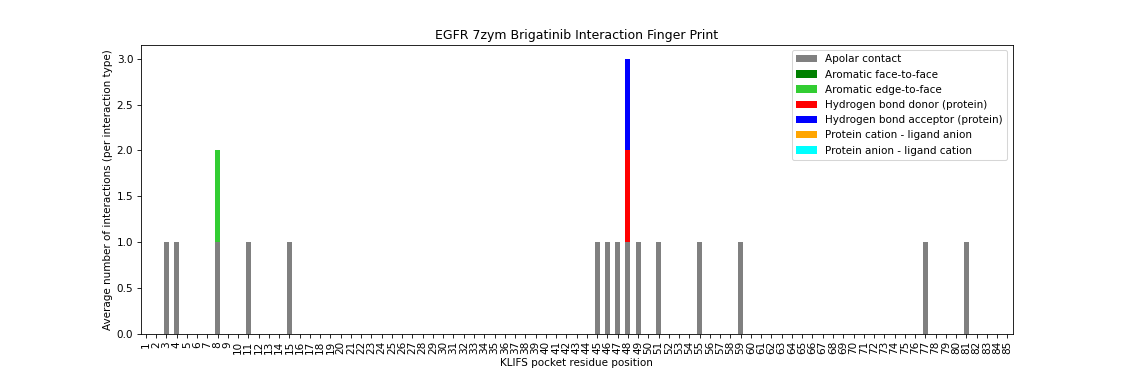 EGFR 7zym Brigatinib Interaction Finger Print
Average number of interactions (per interaction type)
3.0
2.5
2.0
1.5
1.0
0.5
0.0
Apolar contact
Aromatic face-to-face
Aromatic edge-to-face
Hydrogen bond donor (protein)
Hydrogen bond acceptor (protein)
Protein cation - ligand anion
Protein anion - ligand cation
1 2 3 4 5 6 7 8 9 10 11 12 13 14 15 16 17 18 19 20 21 22 23 24 25 26 27 28 29 30 31 32 33 34 35 36 37 38 39 40 41 42 43 44 45 46 47 48 49 50 51 52 53 54 55 56 57 58 59 60 61 62 63 64 65 66 67 68 69 70 71 72 73 74 75 76 77 78 79 80 81 82 83 84 85
KLIFS pocket residue position